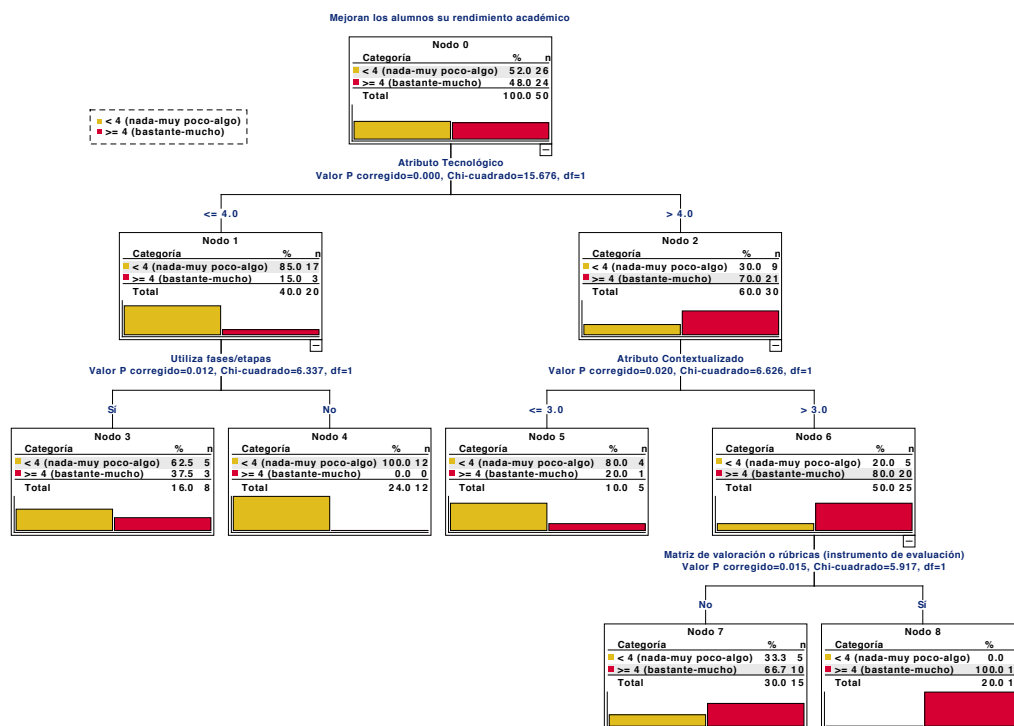 Mejoran los alumnos su rendimiento académico
Nodo 0
Categoría % n
< 4 (nada-muy poco-algo) 52.0 26
>= 4 (bastante-mucho) 48.0 24
Total 100.0 50
< 4 (nada-muy poco-algo)
>= 4 (bastante-mucho)
Atributo Tecnológico
Valor P corregido=0.000, Chi-cuadrado=15.676, df=1
<= 4.0
> 4.0
Nodo 1
Categoría % n
< 4 (nada-muy poco-algo) 85.0 17
>= 4 (bastante-mucho) 15.0 3
Total 40.0 20
Nodo 2
Categoría % n
< 4 (nada-muy poco-algo) 30.0 9
>= 4 (bastante-mucho) 70.0 21
Total 60.0 30
Utiliza fases/etapas
Valor P corregido=0.012, Chi-cuadrado=6.337, df=1
Atributo Contextualizado
Valor P corregido=0.020, Chi-cuadrado=6.626, df=1
Sí
No
<= 3.0
> 3.0
Nodo 3
Categoría % n
< 4 (nada-muy poco-algo) 62.5 5
>= 4 (bastante-mucho) 37.5 3
Total 16.0 8
Nodo 4
Categoría % n
< 4 (nada-muy poco-algo) 100.0 12
>= 4 (bastante-mucho) 0.0 0
Total 24.0 12
Nodo 5
Categoría % n
< 4 (nada-muy poco-algo) 80.0 4
>= 4 (bastante-mucho) 20.0 1
Total 10.0 5
Nodo 6
Categoría % n
< 4 (nada-muy poco-algo) 20.0 5
>= 4 (bastante-mucho) 80.0 20
Total 50.0 25
Matriz de valoración o rúbricas (instrumento de evaluación)
Valor P corregido=0.015, Chi-cuadrado=5.917, df=1
No
Sí
Nodo 7
Categoría % n
< 4 (nada-muy poco-algo) 33.3 5
>= 4 (bastante-mucho) 66.7 10
Total 30.0 15
Nodo 8
Categoría %
< 4 (nada-muy poco-algo) 0.0
>= 4 (bastante-mucho) 100.0 1
Total 20.0 1